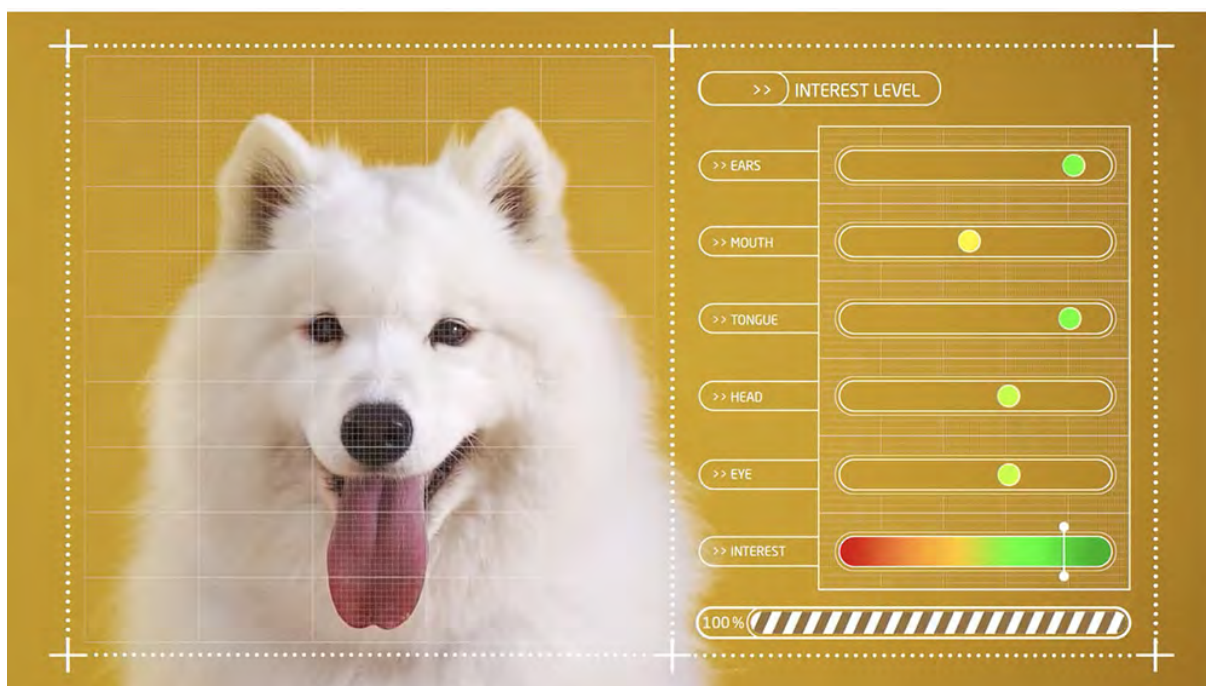 >> INTEREST LEVEL
>> EARS
>> MOUTH
>> TONGUE
>> HEAD
>> EYE
>> INTEREST
100%